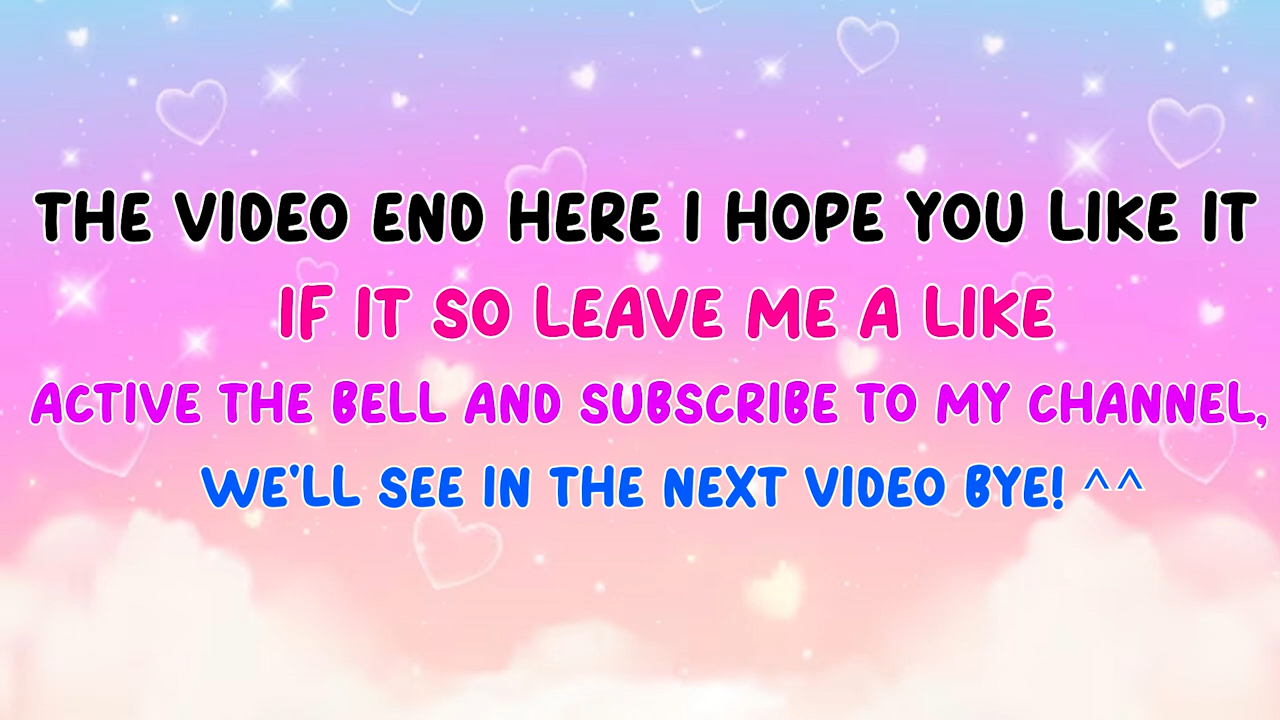 THE VIDEO END HERE I HOPE YOU LIKE IT
IF IT SO LEAVE ME A LIKE
ACTIVE THE BELL AND SUBSCRIBE TO MY CHANNEL,
WE'LL SEE IN THE NEXT VIDEO BYE! ^^